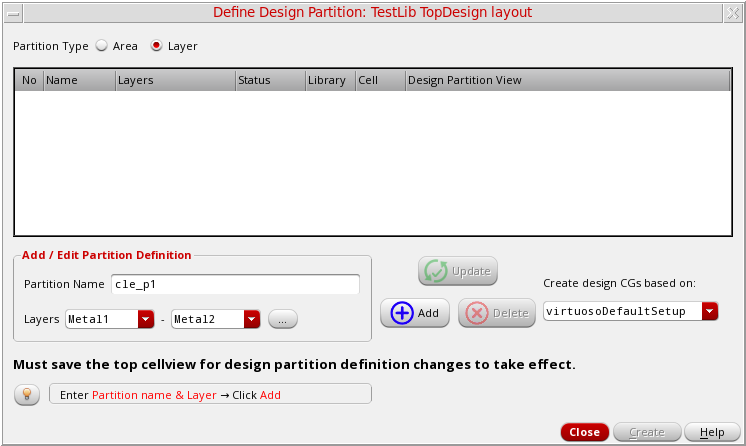 Define Design Partition: TestLib TopDesign layout
Partition Type Area Layer
No Name Layers Status Library Cell Design Partition View
Add / Edit Partition Definition
Update
Partition Name cle_p1
Create design CGs based on:
Layers Metal1 - Metal2 ...
Add Delete
virtuosoDefaultSetup
Must save the top cellview for design partition definition changes to take effect.
Enter Partition name & Layer → Click Add
Close Create Help